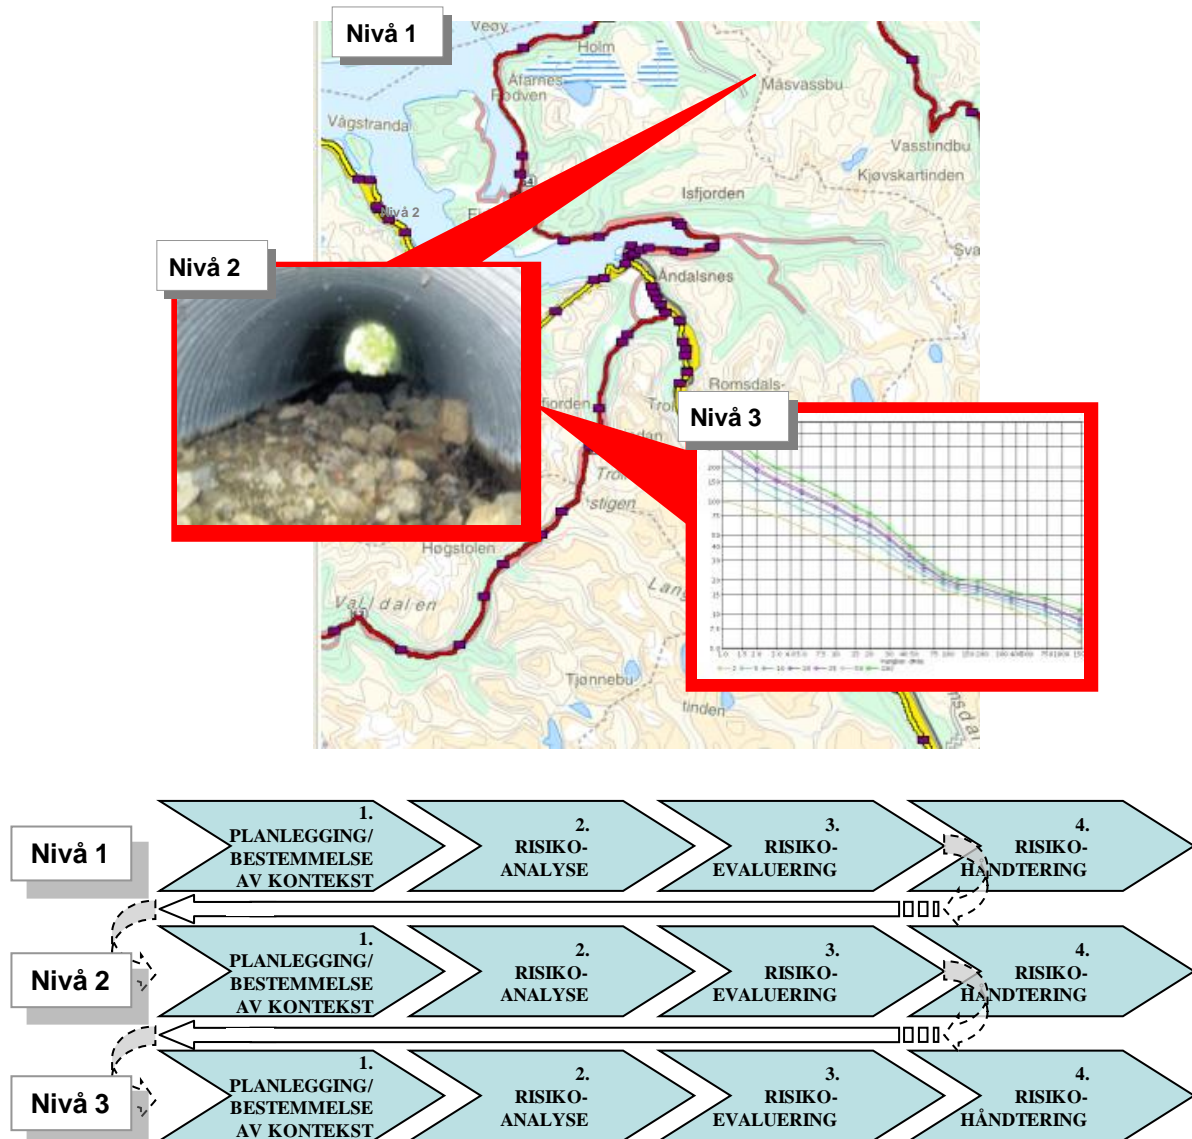 Nivå 1
Veøy
Holm
Åfarnes
Rødven
Måsvassbu
Vågstranda
Vasstindbu
Kjøvskartinden
Isfjorden
Nivå 2
Nivå 2
Åndalsnes
Romsdals-
fjorden
Nivå 3
stigen
Høgstolen
Valldalen
Tjønnebu
tinden
Nivå 1
1.
PLANLEGGING/
BESTEMMELSE
AV KONTEKST
2.
RISIKO-
ANALYSE
3.
RISIKO-
EVALUERING
4.
RISIKO-
HÅNDTERING
Nivå 2
1.
PLANLEGGING/
BESTEMMELSE
AV KONTEKST
2.
RISIKO-
ANALYSE
3.
RISIKO-
EVALUERING
4.
RISIKO-
HÅNDTERING
Nivå 3
1.
PLANLEGGING/
BESTEMMELSE
AV KONTEKST
2.
RISIKO-
ANALYSE
3.
RISIKO-
EVALUERING
4.
RISIKO-
HÅNDTERING